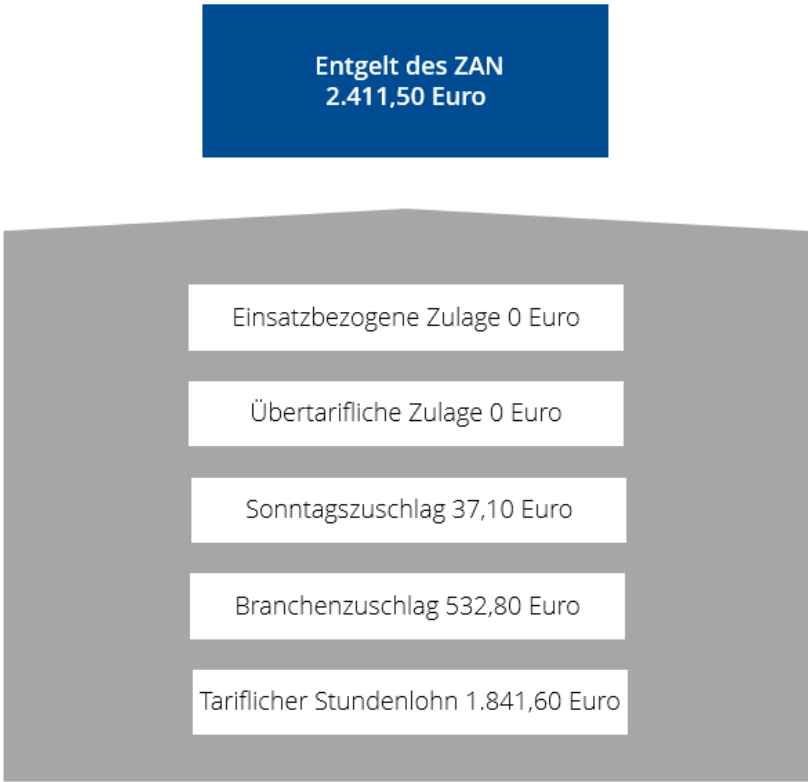 Entgelt des ZAN
2.411,50 Euro
Einsatzbezogene Zulage 0 Euro
Übertarifliche Zulage 0 Euro
Sonntagszuschlag 37,10 Euro
Branchenzuschlag 532,80 Euro
Tariflicher Stundenlohn 1.841,60 Euro